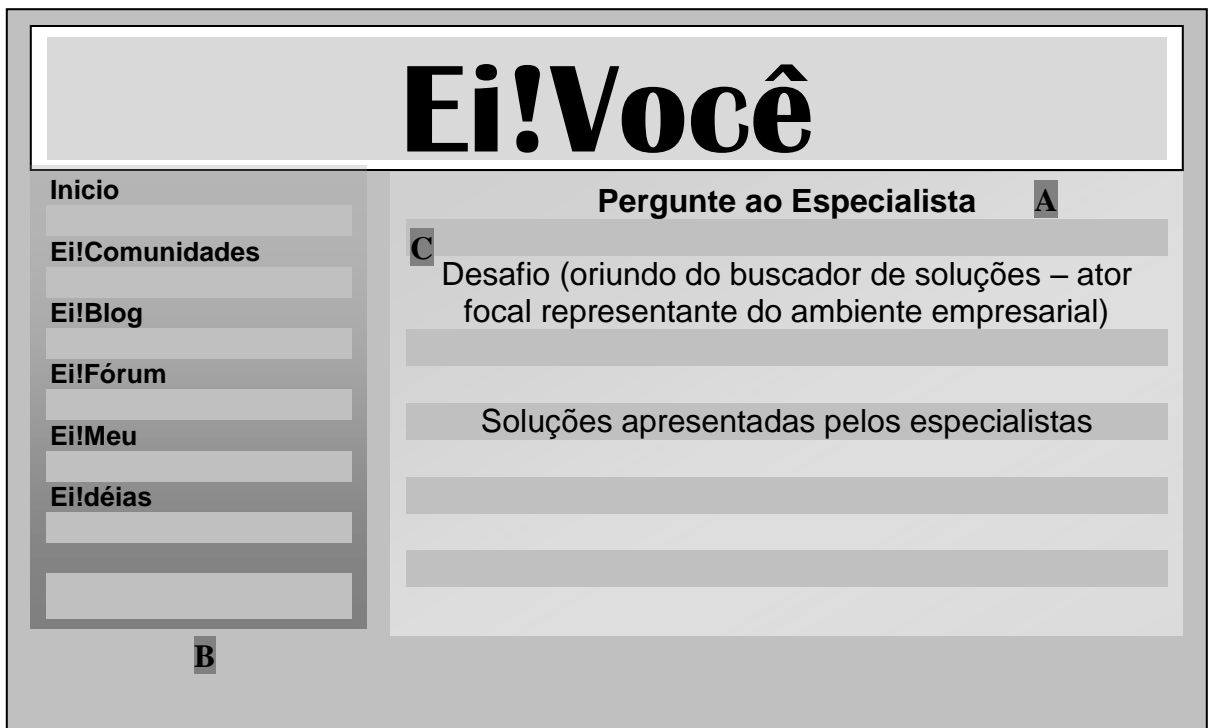 Ei!Você
Inicio
Ei!Comunidades
Ei!Blog
Ei!Fórum
Ei!Meu
Ei!déias
B
Pergunte ao Especialista A
C
Desafio (oriundo do buscador de soluções – ator
focal representante do ambiente empresarial)
Soluções apresentadas pelos especialistas